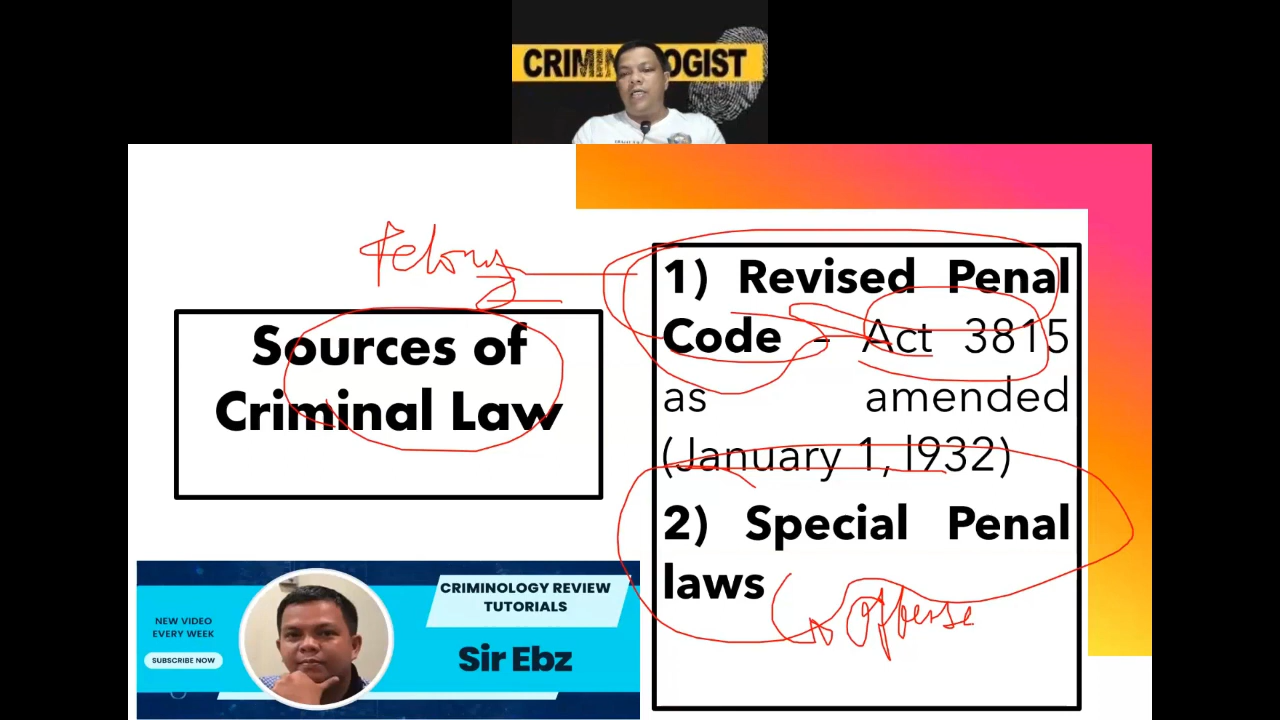 CRIMINOLOGIST
Felony
Sources of
Criminal Law
1) Revised Penal
Code – Act 3815
as amended
(January 1, l932)
2) Special Penal
laws
offense
NEW VIDEO
EVERY WEEK
SUBSCRIBE NOW
CRIMINOLOGY REVIEW
TUTORIALS
Sir Ebz